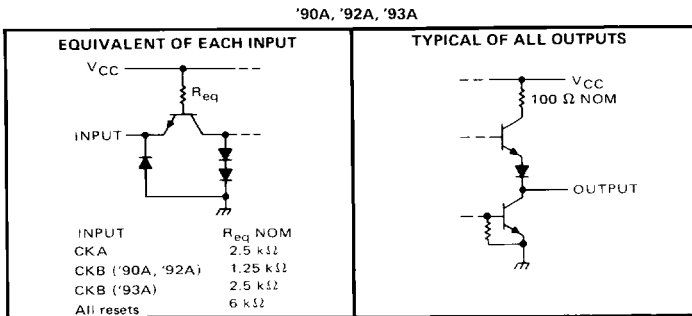 '90A, '92A, '93A
EQUIVALENT OF EACH INPUT
VCC
Req
INPUT
INPUT Req NOM
CKA 2.5 kΩ
CKB ('90A, '92A) 1.25 kΩ
CKB ('93A) 2.5 kΩ
All resets 6 kΩ
TYPICAL OF ALL OUTPUTS
VCC
100 Ω NOM
OUTPUT